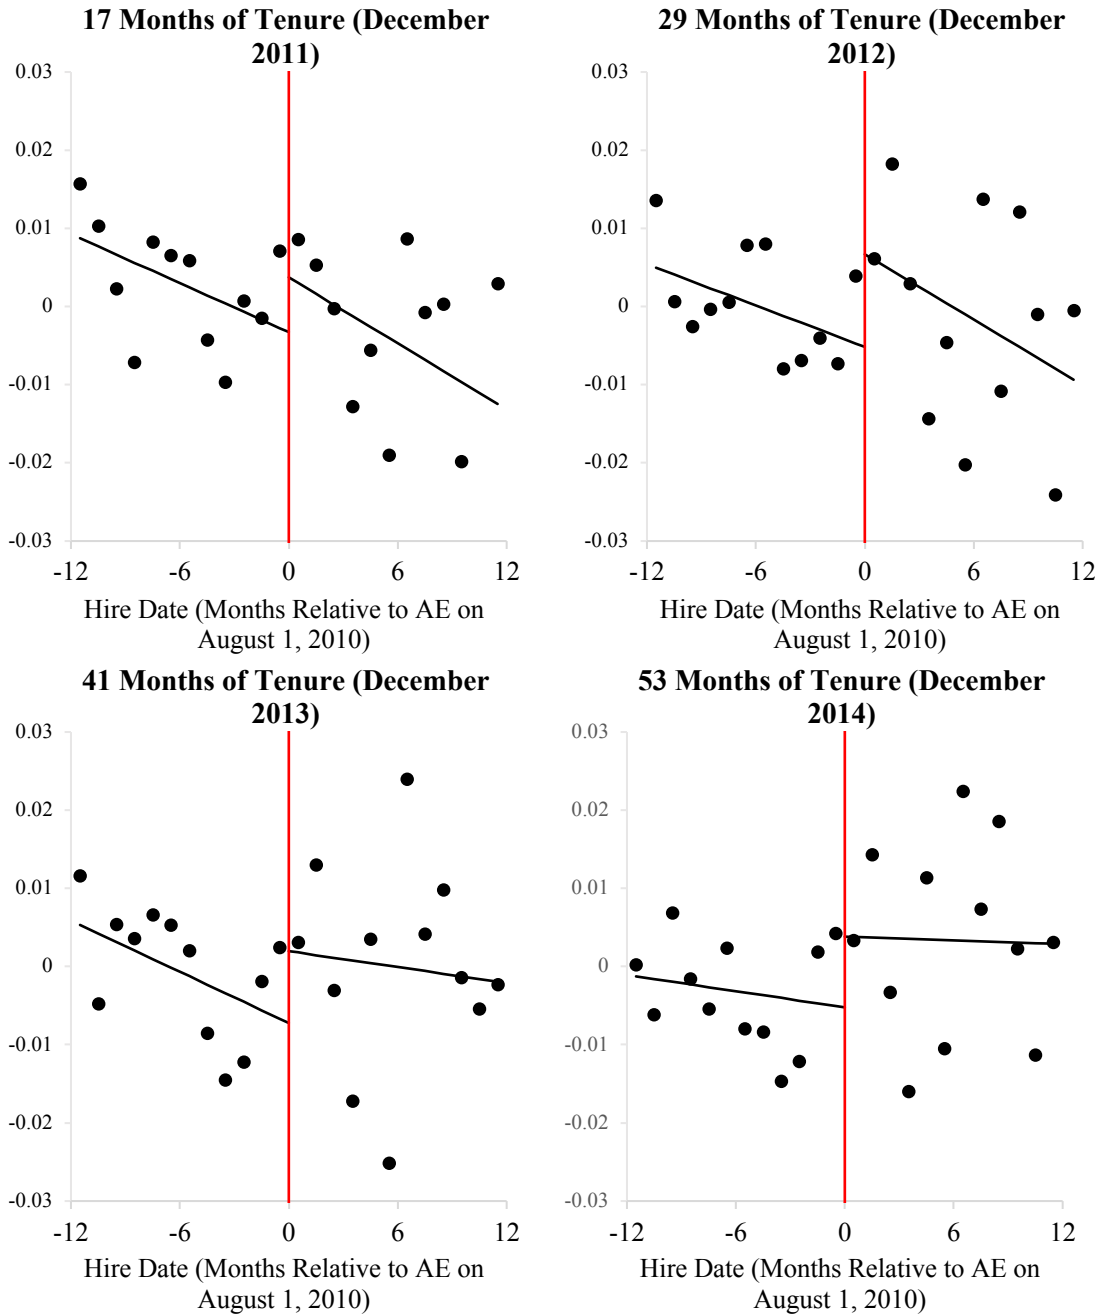 17 Months of Tenure (December
2011)
0.03
0.02
0.01
0
-0.01
-0.02
-0.03
-12 -6 0 6 12
Hire Date (Months Relative to AE on
August 1, 2010)
29 Months of Tenure (December
2012)
0.03
0.02
0.01
0
-0.01
-0.02
-0.03
-12 -6 0 6 12
Hire Date (Months Relative to AE on
August 1, 2010)
41 Months of Tenure (December
2013)
0.03
0.02
0.01
0
-0.01
-0.02
-0.03
-12 -6 0 6 12
Hire Date (Months Relative to AE on
August 1, 2010)
53 Months of Tenure (December
2014)
0.03
0.02
0.01
0
-0.01
-0.02
-0.03
-12 -6 0 6 12
Hire Date (Months Relative to AE on
August 1, 2010)